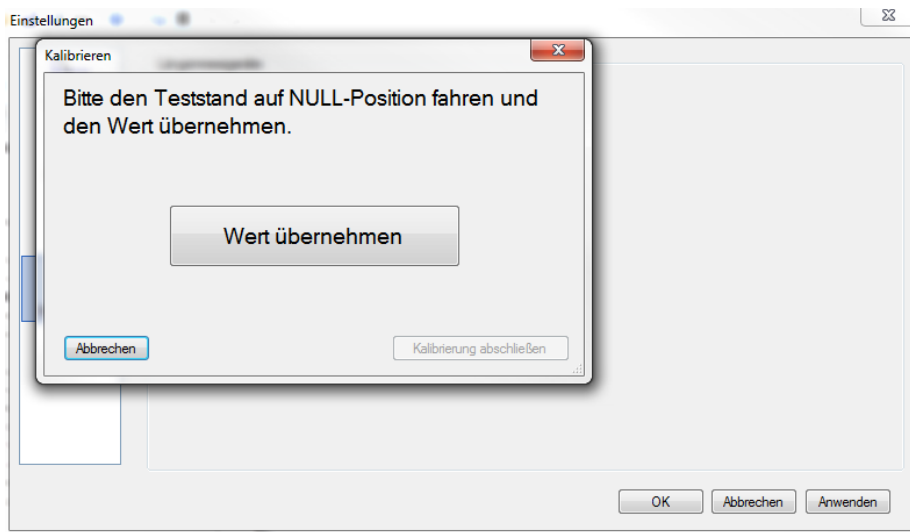 Einstellungen
Kalibrieren
Bitte den Teststand auf NULL-Position fahren und
den Wert übernehmen.
Wert übernehmen
Abbrechen
Kalibrierung abschließen
OK
Abbrechen
Anwenden